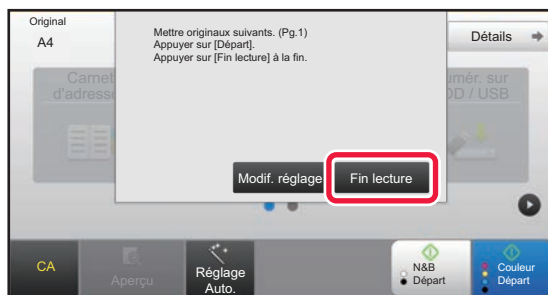 Original
A4
Mettre originaux suivants. (Pg.1)
Appuyer sur [Départ].
Appuyer sur [Fin lecture] à la fin.
Détails
Carnet
d'adresse
umér. sur
DD / USB
Modif. réglage
Fin lecture
CA
Aperçu
Réglage
Auto.
N&B
Départ
Couleur
Départ